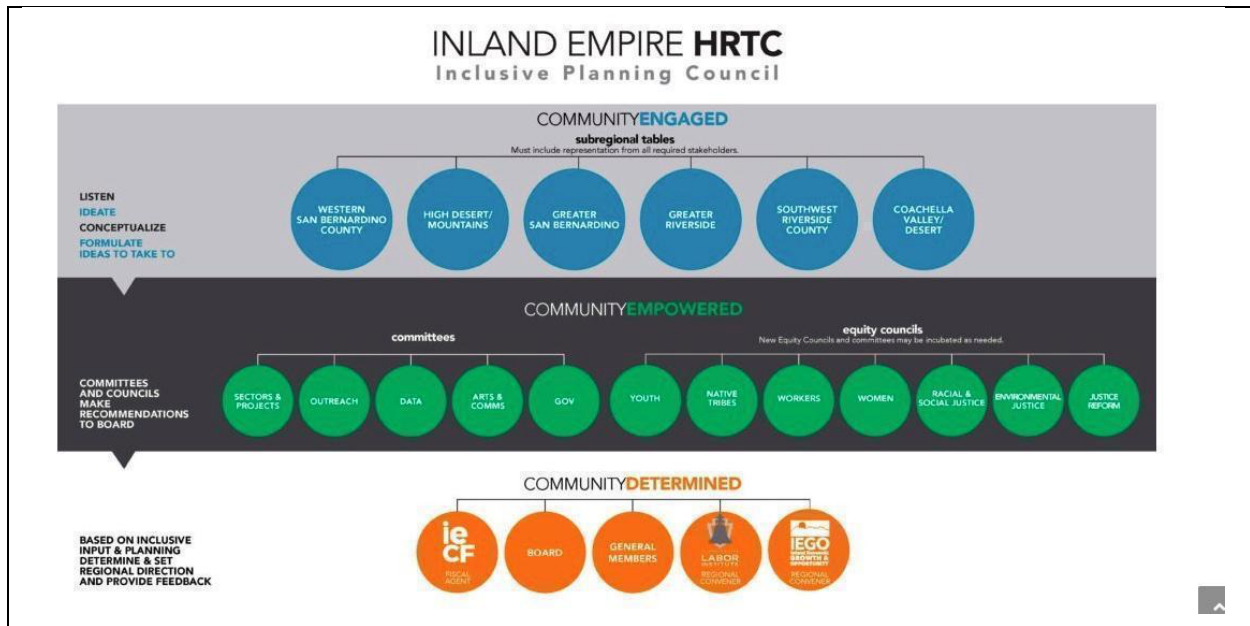 INLAND EMPIRE HRTC
Inclusive Planning Council
COMMUNITYENGAGED
subregional tables
Must include representation from all required stakeholders.
LISTEN
IDEATE
CONCEPTUALIZE
FORMULATE
IDEAS TO TAKE TO
WESTERN
SAN BERNARDINO
COUNTY
HIGH DESERT/
MOUNTAINS
GREATER
SAN BERNARDINO
GREATER
RIVERSIDE
SOUTHWEST
RIVERSIDE
COUNTY
COACHELLA
VALLEY/
DESERT
COMMUNITYEMPOWERED
committees
equity councils
New Equity Councils and committees may be incubated as needed.
COMMITTEES
AND COUNCILS
MAKE
RECOMMENDATIONS
TO BOARD
SECTORS &
PROJECTS
OUTREACH
DATA
ARTS &
COMMS
GOV
YOUTH
NATIVE
TRIBES
WORKERS
WOMEN
RACIAL &
SOCIAL JUSTICE
ENVIRONMENTAL
JUSTICE
JUSTICE
REFORM
COMMUNITYDETERMINED
BASED ON INCLUSIVE
INPUT & PLANNING
DETERMINE & SET
REGIONAL DIRECTION
AND PROVIDE FEEDBACK
ie
CF
FISCAL
AGENT
BOARD
GENERAL
MEMBERS
LABOR
INSTITUTE
REGIONAL
CONVENER
IEGO
Inland Economic
GROWTH &
OPPORTUNITY
REGIONAL
CONVENER